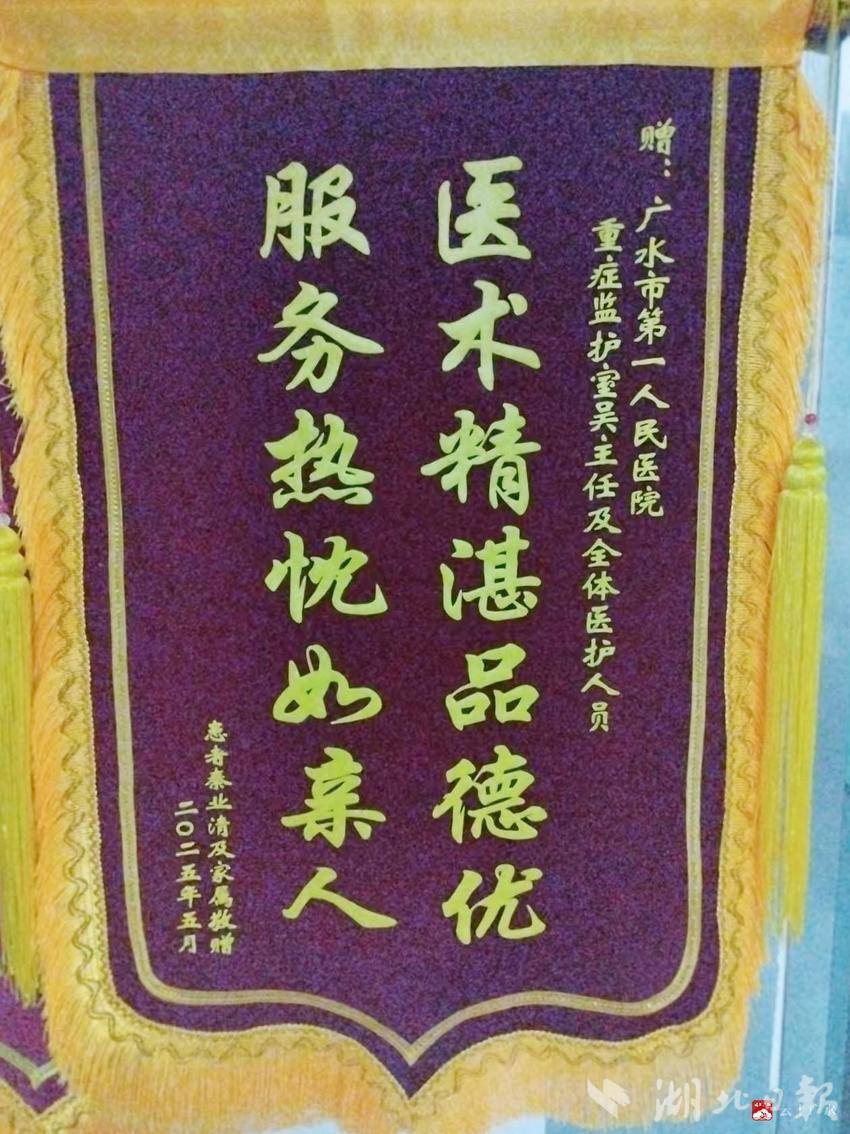 赠：广水市第一人民医院
重症监护室吴主任及全体医护人员
医术精湛品德优
服务热忱如亲人
患者秦业清及家属敬赠
二〇二五年五月
湖北日报